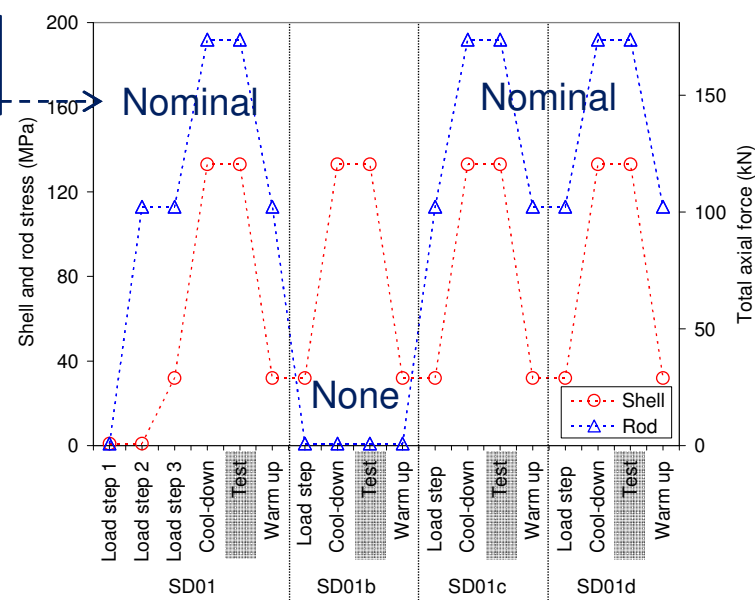 200
160
120
80
40
0
Shell and rod stress (MPa)
Nominal
None
Nominal
150
100
50
0
Total axial force (kN)
Shell
Rod
Load step 1
Load step 2
Load step 3
Cool-down
Test
Warm up
Load step
Cool-down
Test
Warm up
Load step
Cool-down
Test
Warm up
Load step
Cool-down
Test
Warm up
SD01
SD01b
SD01c
SD01d